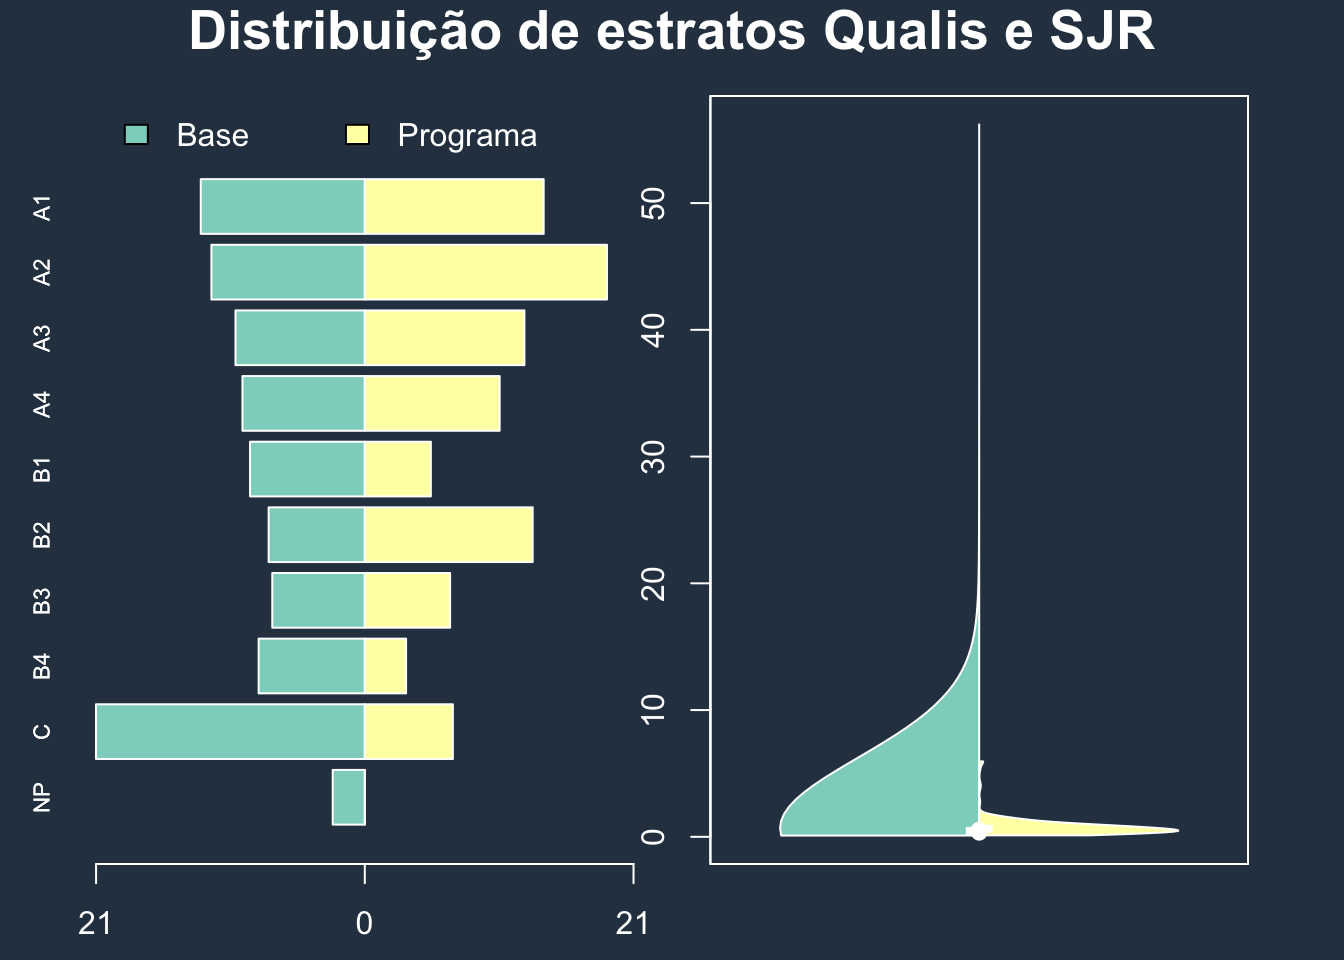 Distribuição de estratos Qualis e SJR
Base
Programa
A1
A2
A3
A4
B1
B2
B3
B4
C
NP
21
0
21
50
40
30
20
10
0